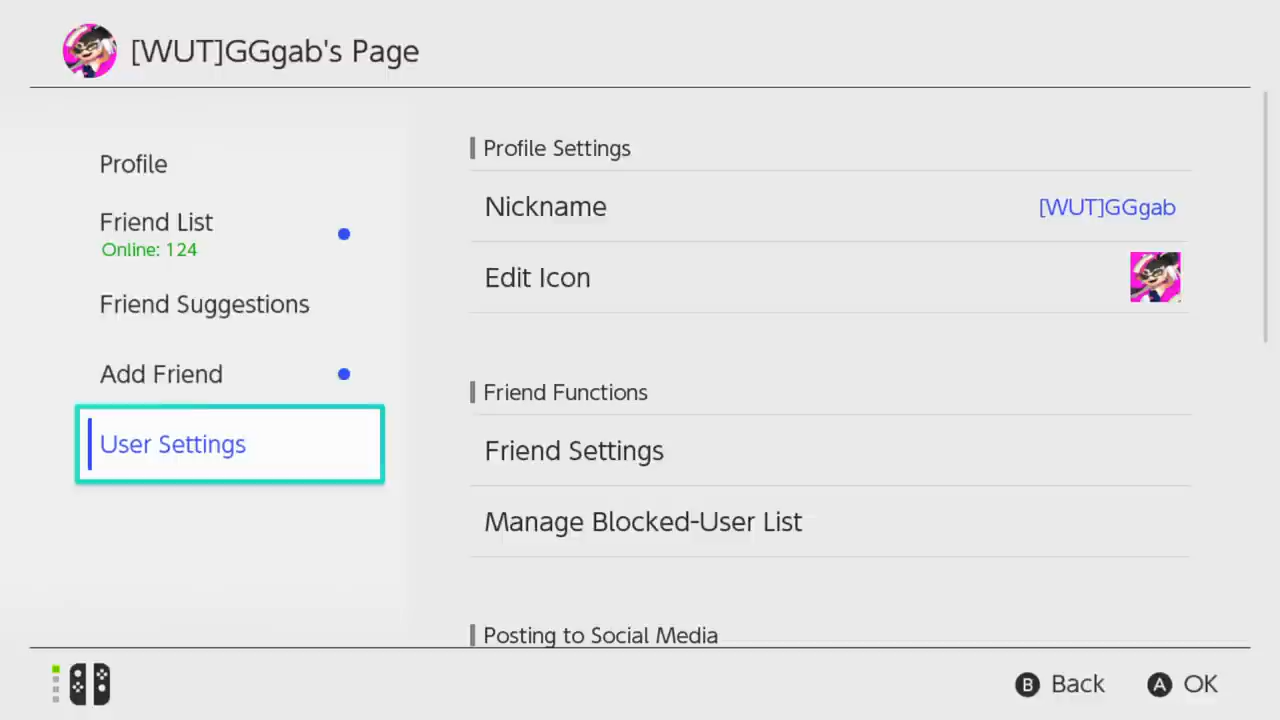 [WUT]GGgab's Page
Profile
Friend List
Online: 124
Friend Suggestions
Add Friend
User Settings
Profile Settings
Nickname
[WUT]GGgab
Edit Icon
Friend Functions
Friend Settings
Manage Blocked-User List
Posting to Social Media
B Back
A OK